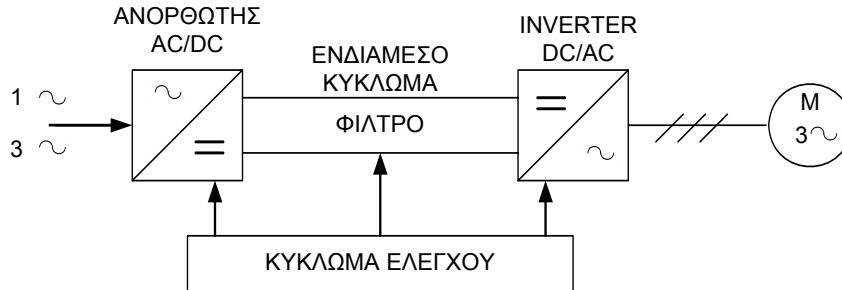 ΑΝΟΡΘΩΤΗΣ
AC/DC
ΕΝΔΙΑΜΕΣΟ
ΚΥΚΛΩΜΑ
INVERTER
DC/AC
1
3
ΦΙΛΤΡΟ
M
3
ΚΥΚΛΩΜΑ ΕΛΕΓΧΟΥ